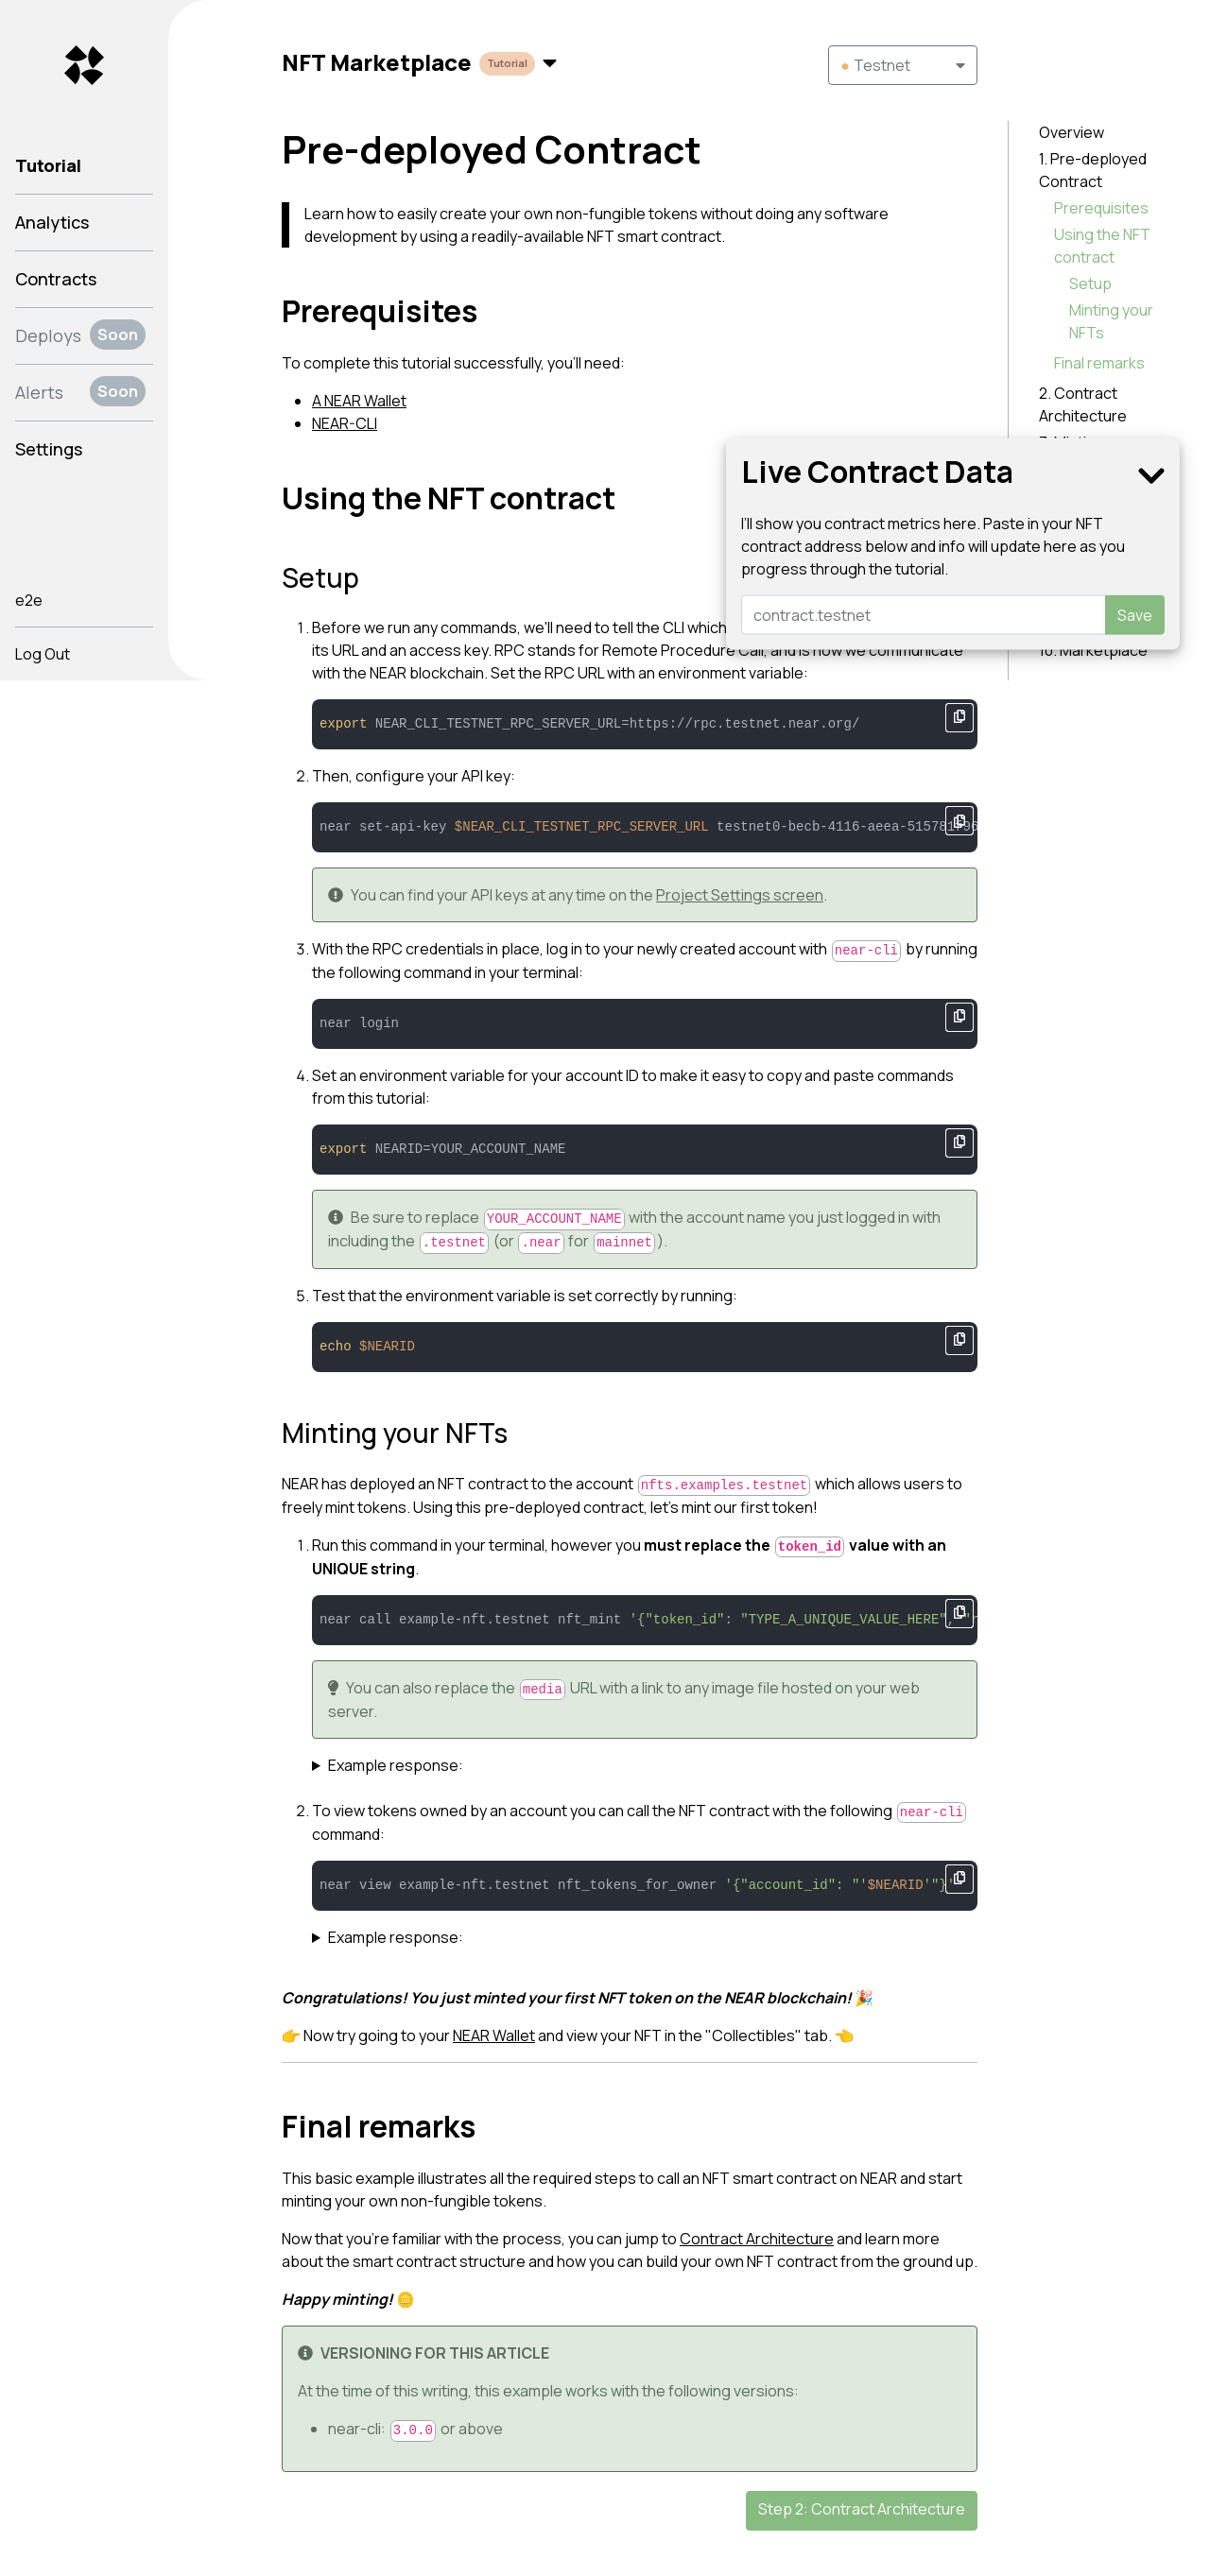 Tutorial
Analytics
Contracts
Deploys Soon
Alerts Soon
Settings
e2e
Log Out
NFT Marketplace Tutorial
Testnet
Pre-deployed Contract
Learn how to easily create your own non-fungible tokens without doing any software
development by using a readily-available NFT smart contract.
Prerequisites
To complete this tutorial successfully, you'll need:
A NEAR Wallet
NEAR-CLI
Using the NFT contract
Setup
1. Before we run any commands, we'll need to tell the CLI which
its URL and an access key. RPC stands for Remote Procedure Call, and is how we communicate
with the NEAR blockchain. Set the RPC URL with an environment variable:
export NEAR_CLI_TESTNET_RPC_SERVER_URL=https://rpc.testnet.near.org/
2. Then, configure your API key:
near set-api-key $NEAR_CLI_TESTNET_RPC_SERVER_URL testnet0-becb-4116-aeea-515781f96
You can find your API keys at any time on the Project Settings screen.
3. With the RPC credentials in place, log in to your newly created account with near-cli by running
the following command in your terminal:
near login
4. Set an environment variable for your account ID to make it easy to copy and paste commands
from this tutorial:
export NEARID=YOUR_ACCOUNT_NAME
Be sure to replace YOUR_ACCOUNT_NAME with the account name you just logged in with
including the .testnet (or .near for mainnet).
5. Test that the environment variable is set correctly by running:
echo $NEARID
Minting your NFTs
NEAR has deployed an NFT contract to the account nfts.examples.testnet which allows users to
freely mint tokens. Using this pre-deployed contract, let's mint our first token!
1. Run this command in your terminal, however you must replace the token_id value with an
UNIQUE string.
near call example-nft.testnet nft_mint '{"token_id": "TYPE_A_UNIQUE_VALUE_HERE", "r
You can also replace the media URL with a link to any image file hosted on your web
server.
Example response:
2. To view tokens owned by an account you can call the NFT contract with the following near-cli
command:
near view example-nft.testnet nft_tokens_for_owner '{"account_id": "'$NEARID'"}'
Example response:
Congratulations! You just minted your first NFT token on the NEAR blockchain! 🎉
👉 Now try going to your NEAR Wallet and view your NFT in the "Collectibles" tab. 👈
Final remarks
This basic example illustrates all the required steps to call an NFT smart contract on NEAR and start
minting your own non-fungible tokens.
Now that you're familiar with the process, you can jump to Contract Architecture and learn more
about the smart contract structure and how you can build your own NFT contract from the ground up.
Happy minting! 🪙
VERSIONING FOR THIS ARTICLE
At the time of this writing, this example works with the following versions:
near-cli: 3.0.0 or above
Step 2: Contract Architecture
Overview
1. Pre-deployed
Contract
Prerequisites
Using the NFT
contract
Setup
Minting your
NFTs
Final remarks
2. Contract
Architecture
Live Contract Data
I'll show you contract metrics here. Paste in your NFT
contract address below and info will update here as you
progress through the tutorial.
contract.testnet
Save
10. Marketplace